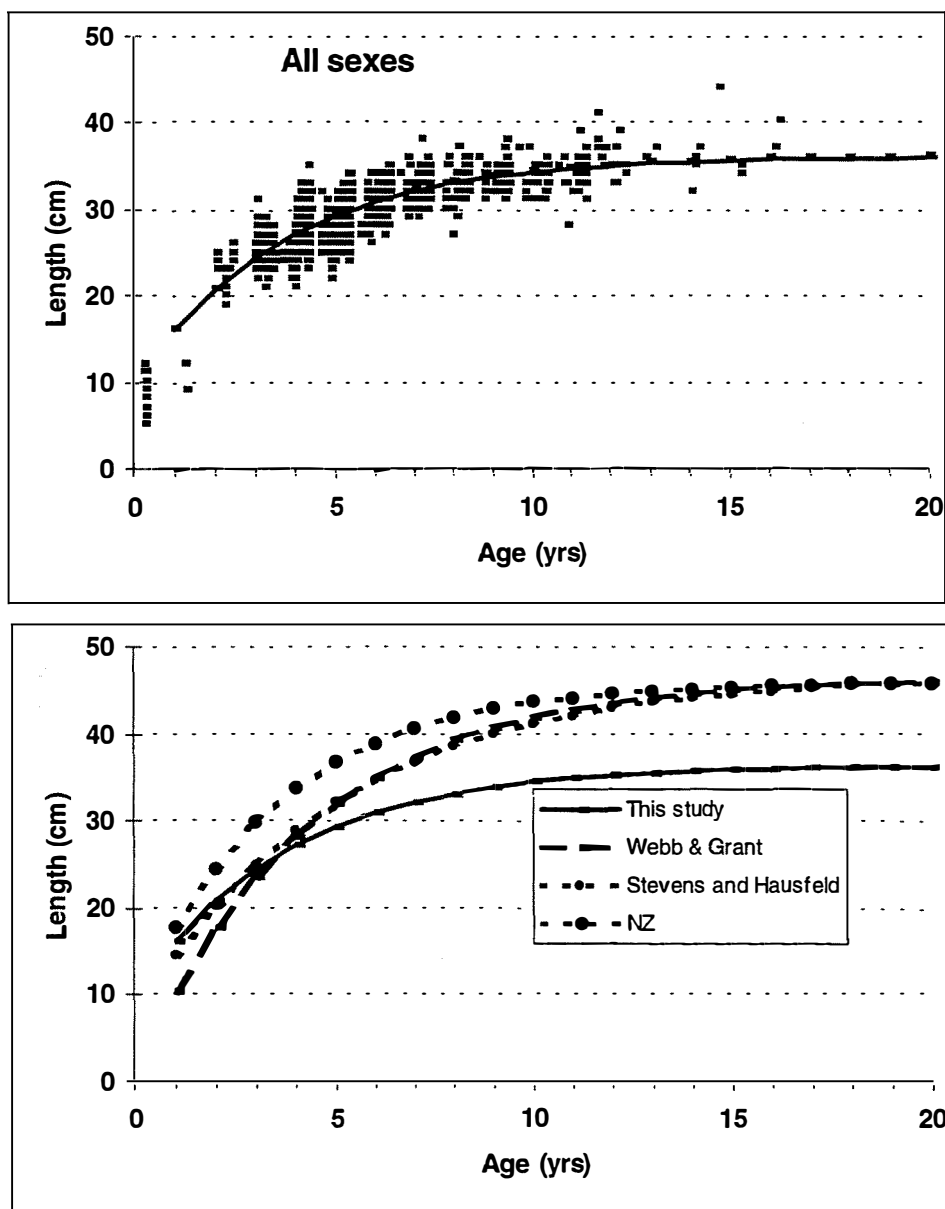 All sexes
50
40
30
20
10
0
Length (cm)
0 5 10 15 20
Age (yrs)
50
40
30
20
10
0
Length (cm)
This study
Webb & Grant
Stevens and Hausfeld
NZ
0 5 10 15 20
Age (yrs)